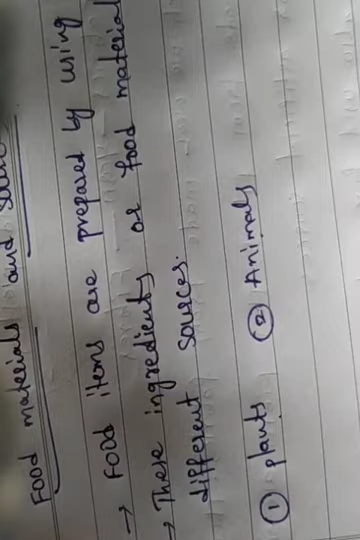 Food materials and
→ Food items are prepared by using
→ These ingredients or food material
different sources.
① plants ② Animals